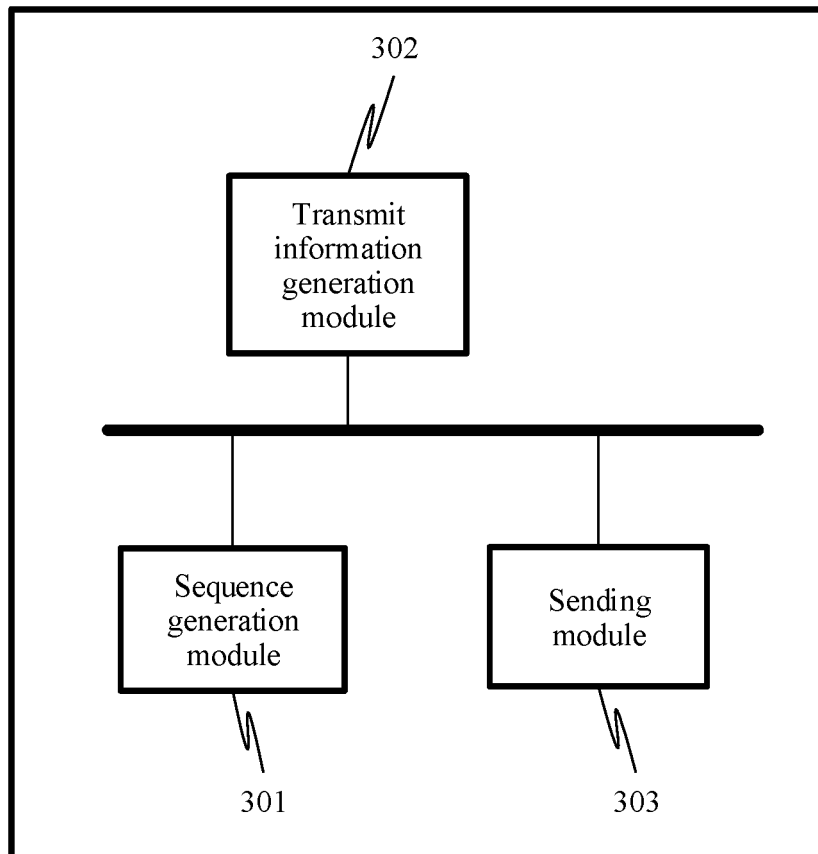 302
Transmit
information
generation
module
Sequence
generation
module
Sending
module
301
303